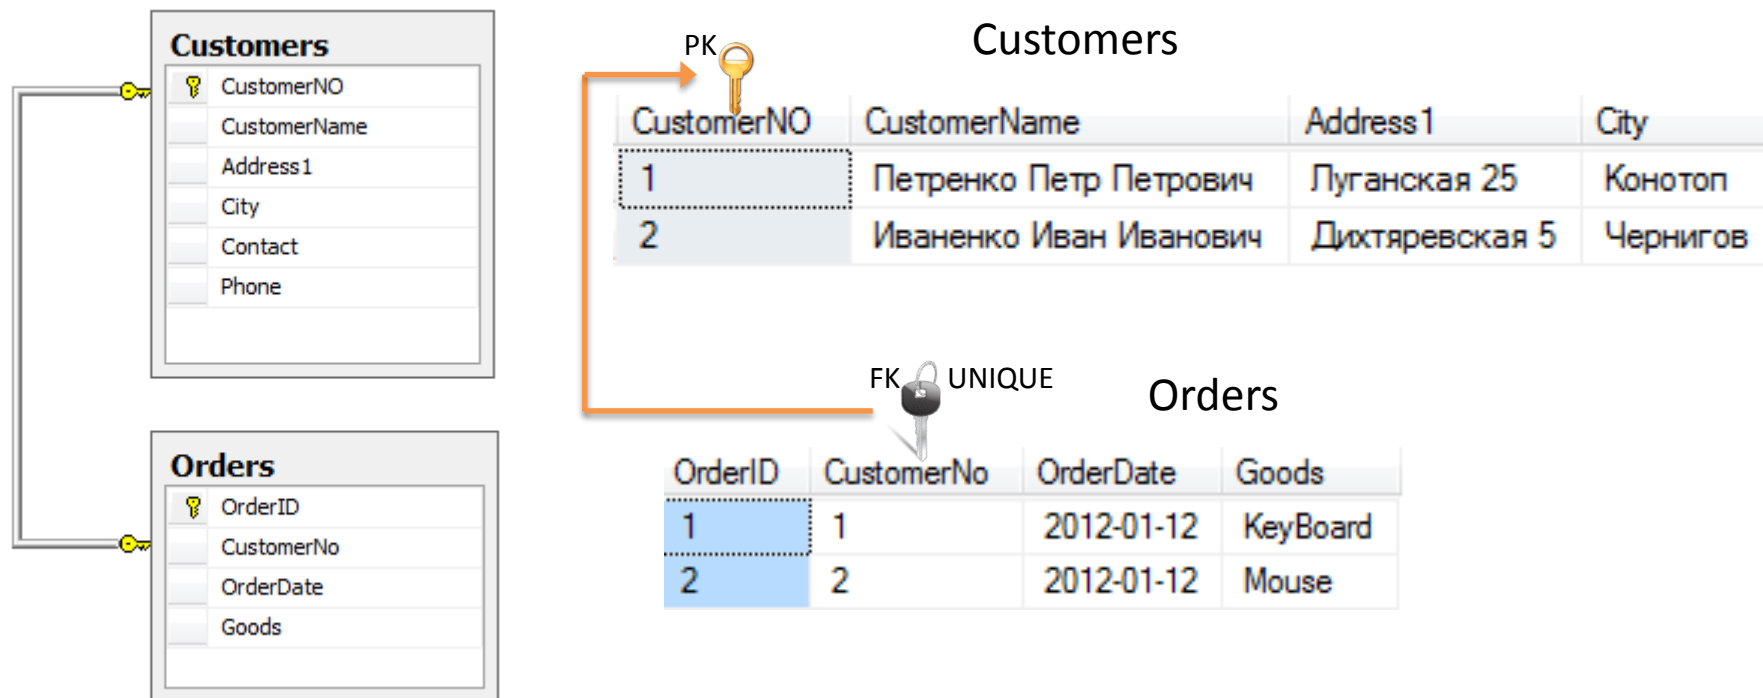 Customers
CustomerNO
CustomerName
Address1
City
Contact
Phone
Orders
OrderID
CustomerNo
OrderDate
Goods
PK
Customers
CustomerNO CustomerName Address1 City
1 Петренко Петр Петрович Луганская 25 Конотоп
2 Иваненко Иван Иванович Дихтяревская 5 Чернигов
FK UNIQUE
Orders
OrderID CustomerNo OrderDate Goods
1 1 2012-01-12 KeyBoard
2 2 2012-01-12 Mouse